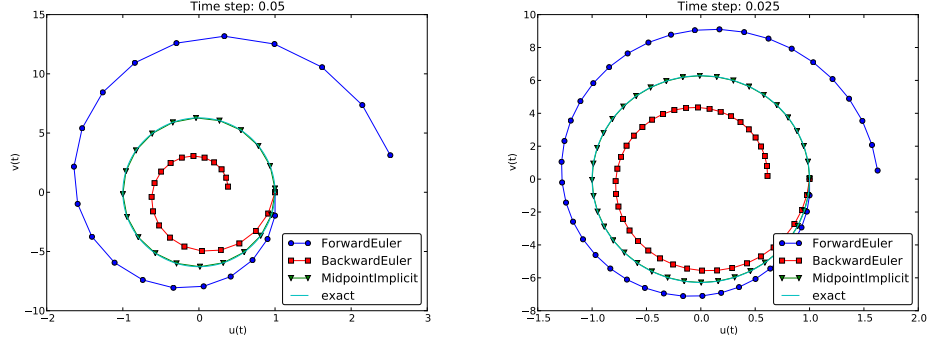 Time step: 0.05
15
10
5
0
−5
−10
v(t)
−2
−1
0
1
2
3
u(t)
ForwardEuler
BackwardEuler
MidpointImplicit
exact
Time step: 0.025
10
8
6
4
2
0
−2
−4
−6
−8
v(t)
−1.5
−1.0
−0.5
0.0
0.5
1.0
1.5
2.0
u(t)
ForwardEuler
BackwardEuler
MidpointImplicit
exact